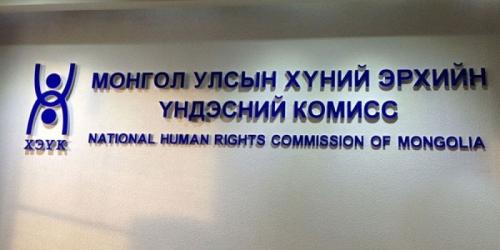 МОНГОЛ УЛСЫН ХҮНИЙ ЭРХИЙН
ҮНДЭСНИЙ КОМИСС
NATIONAL HUMAN RIGHTS COMMISSION OF MONGOLIA
ХЭҮК